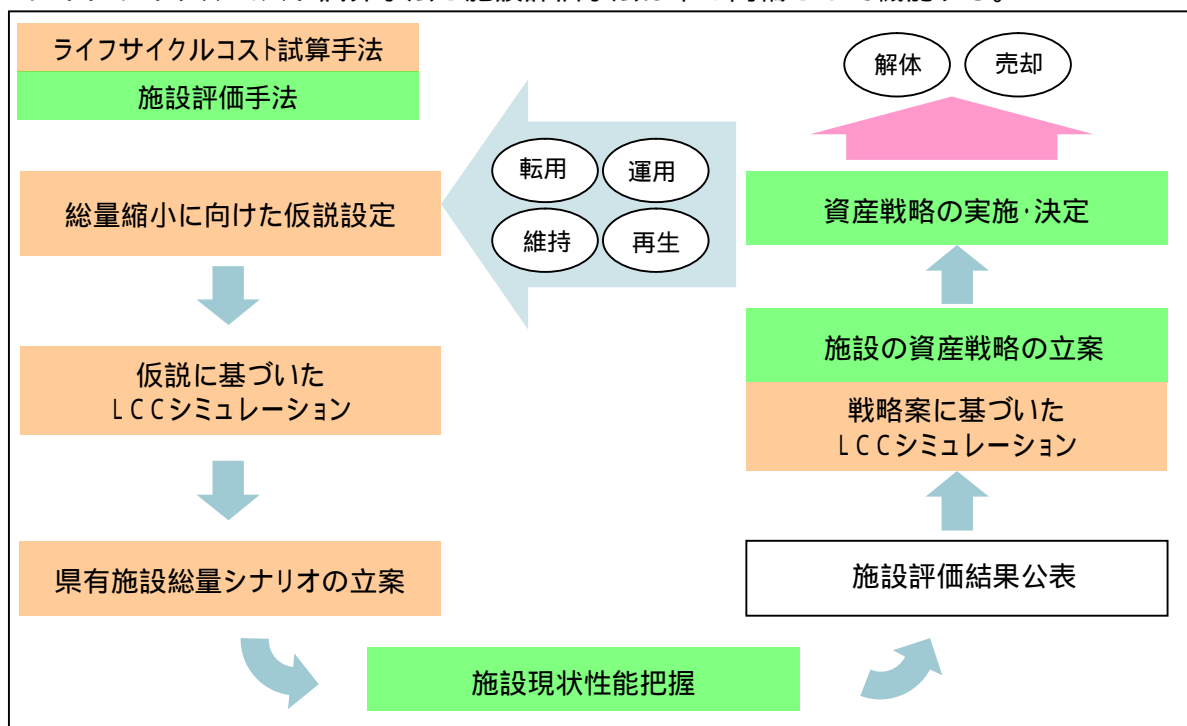 ライフサイクルコスト試算手法
施設評価手法
総量縮小に向けた仮説設定
仮説に基づいた
LCCシミュレーション
県有施設総量シナリオの立案
施設現状性能把握
施設評価結果公表
施設の資産戦略の立案
戦略案に基づいた
LCCシミュレーション
資産戦略の実施・決定
解体
売却
転用
運用
維持
再生